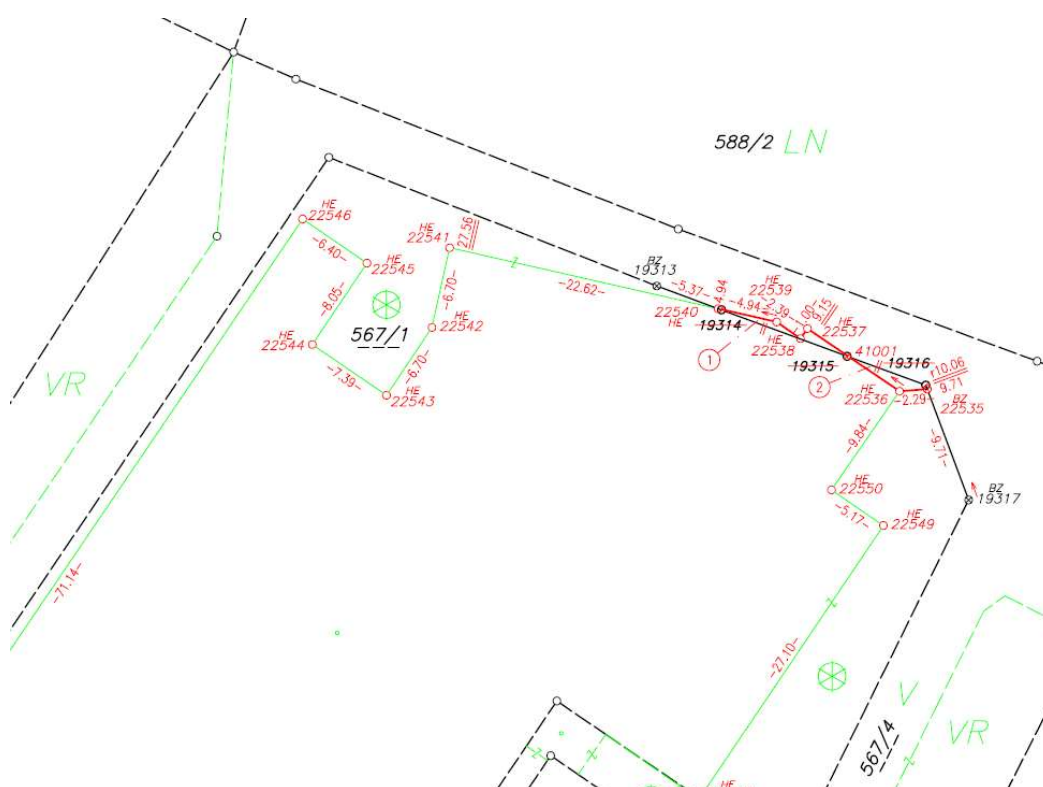 588/2 LN
HE
22546
-6.40-
HE
22545
-8.05-
HE
22544
-7.39-
HE
22543
-6.70-
HE
22542
-6.70-
HE
22541
27.56
-22.62-
567/1
VR
-71.14-
BZ
19313
-5.37-
4.94
-4.94-
22540
HE
19314
HE
22539
-2.39-
9.15
22537
HE
HE
22538
1
19315
41001
19316
2
r10.06
9.71
HE
22536
-2.29-
BZ
22535
-9.84-
-9.71-
BZ
19317
HE
22550
-5.17-
HE
22549
-27.10-
V
VR
567/4
HE